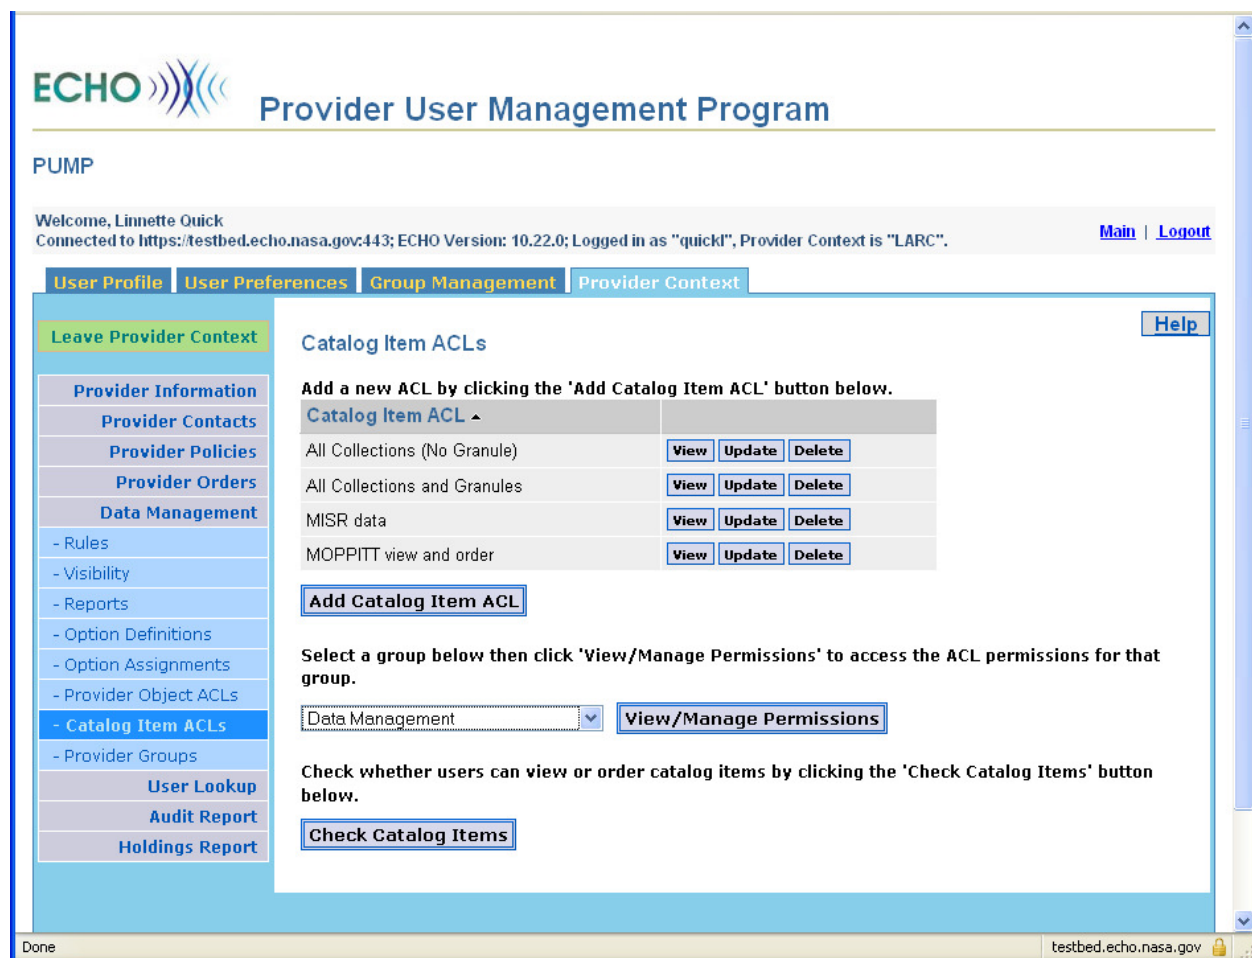 ECHO
Provider User Management Program
PUMP
Welcome, Linnette Quick
Connected to https://testbed.echo.nasa.gov:443; ECHO Version: 10.22.0; Logged in as "quickl", Provider Context is "LARC".
Main | Logout
User Profile User Preferences Group Management Provider Context
Leave Provider Context
Provider Information
Provider Contacts
Provider Policies
Provider Orders
Data Management
- Rules
- Visibility
- Reports
- Option Definitions
- Option Assignments
- Provider Object ACLs
- Catalog Item ACLs
- Provider Groups
User Lookup
Audit Report
Holdings Report
Help
Catalog Item ACLs
Add a new ACL by clicking the 'Add Catalog Item ACL' button below.
Catalog Item ACL
All Collections (No Granule) View Update Delete
All Collections and Granules View Update Delete
MISR data View Update Delete
MOPPITT view and order View Update Delete
Add Catalog Item ACL
Select a group below then click 'View/Manage Permissions' to access the ACL permissions for that
group.
Data Management View/Manage Permissions
Check whether users can view or order catalog items by clicking the 'Check Catalog Items' button
below.
Check Catalog Items
Done testbed.echo.nasa.gov